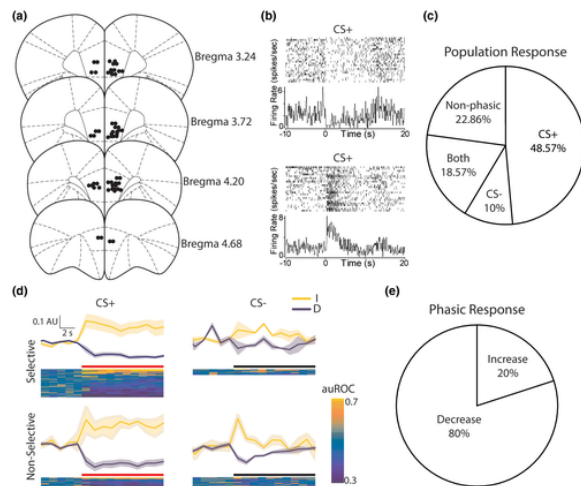 (a)
Bregma 3.24
Bregma 3.72
Bregma 4.20
Bregma 4.68
(b)
CS+
Firing Rate (spikes/sec)
8
0
-10
0
Time (s)
20
CS+
Firing Rate (spikes/sec)
8
0
-10
0
Time (s)
10
20
(c)
Population Response
Non-phasic
22.86%
CS+
48.57%
Both
18.57%
CS-
10%
(d)
CS+
CS-
I
D
0.1 AU
2 s
Selective
Non-Selective
auROC
0.7
0.3
(e)
Phasic Response
Increase
20%
Decrease
80%